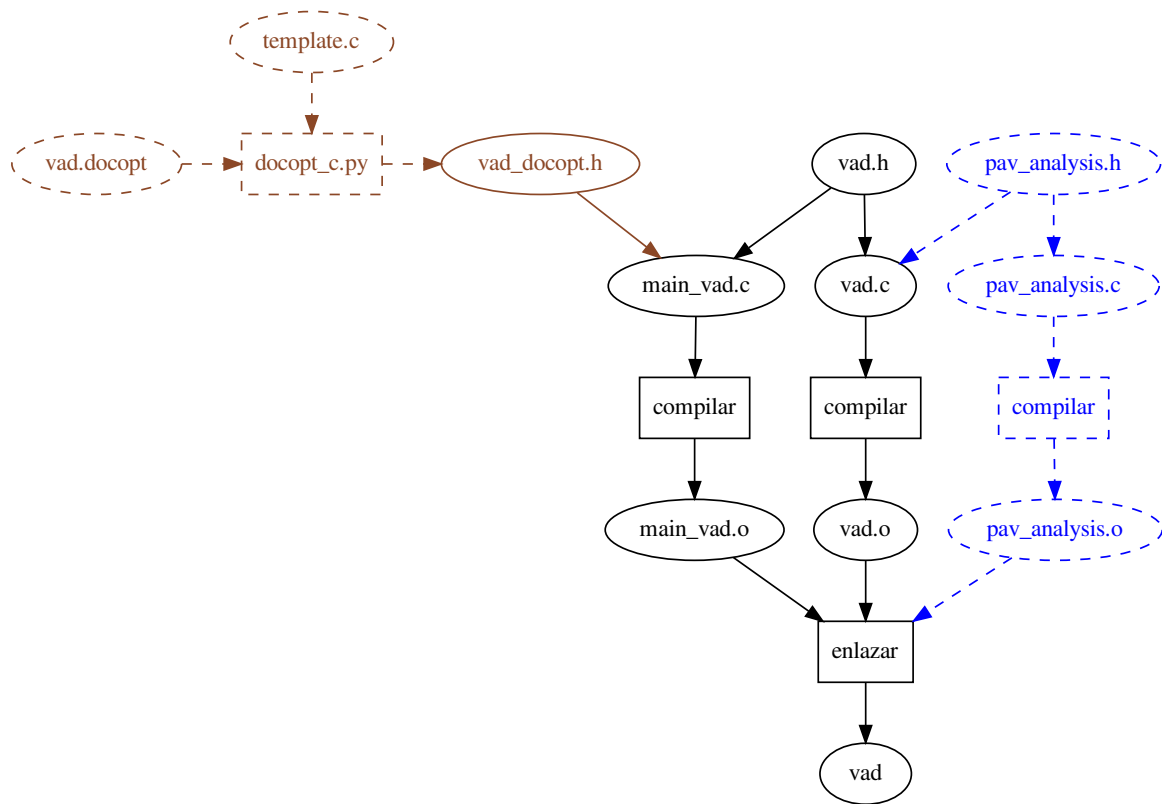 template.c
vad.docopt
docopt_c.py
vad_docopt.h
vad.h
pav_analysis.h
main_vad.c
vad.c
pav_analysis.c
compilar
compilar
compilar
main_vad.o
vad.o
pav_analysis.o
enlazar
vad